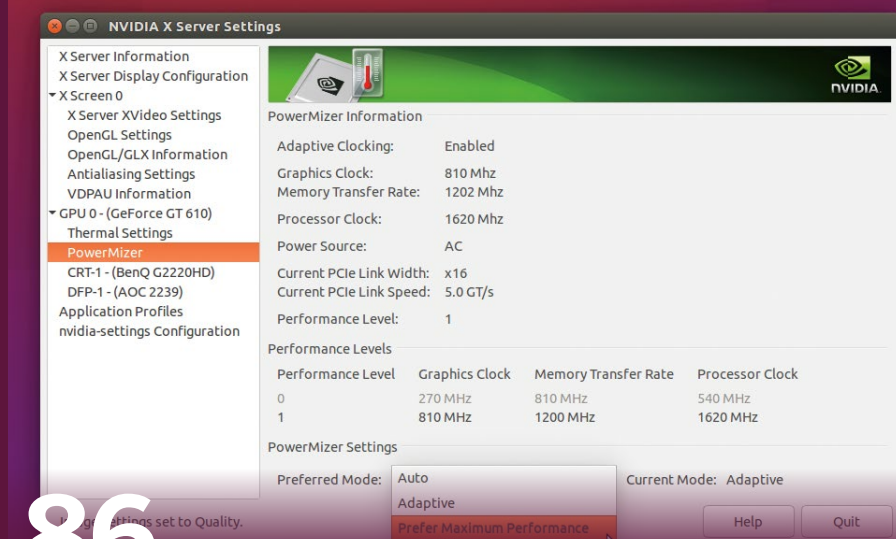 NVIDIA X Server Settings
X Server Information
X Server Display Configuration
X Screen 0
X Server XVideo Settings
OpenGL Settings
OpenGL/GLX Information
Antialiasing Settings
VDPAU Information
GPU 0 - (GeForce GT 610)
Thermal Settings
PowerMizer
CRT-1 - (BenQ G2220HD)
DFP-1 - (AOC 2239)
Application Profiles
nvidia-settings Configuration
NVIDIA.
PowerMizer Information
Adaptive Clocking: Enabled
Graphics Clock: 810 Mhz
Memory Transfer Rate: 1202 Mhz
Processor Clock: 1620 Mhz
Power Source: AC
Current PCIe Link Width: x16
Current PCIe Link Speed: 5.0 GT/s
Performance Level: 1
Performance Levels
Performance Level Graphics Clock Memory Transfer Rate Processor Clock
0 270 MHz 810 MHz 540 MHz
1 810 MHz 1200 MHz 1620 MHz
PowerMizer Settings
Preferred Mode: Auto Current Mode: Adaptive
Adaptive
Prefer Maximum Performance
settings set to Quality.
Help Quit
86